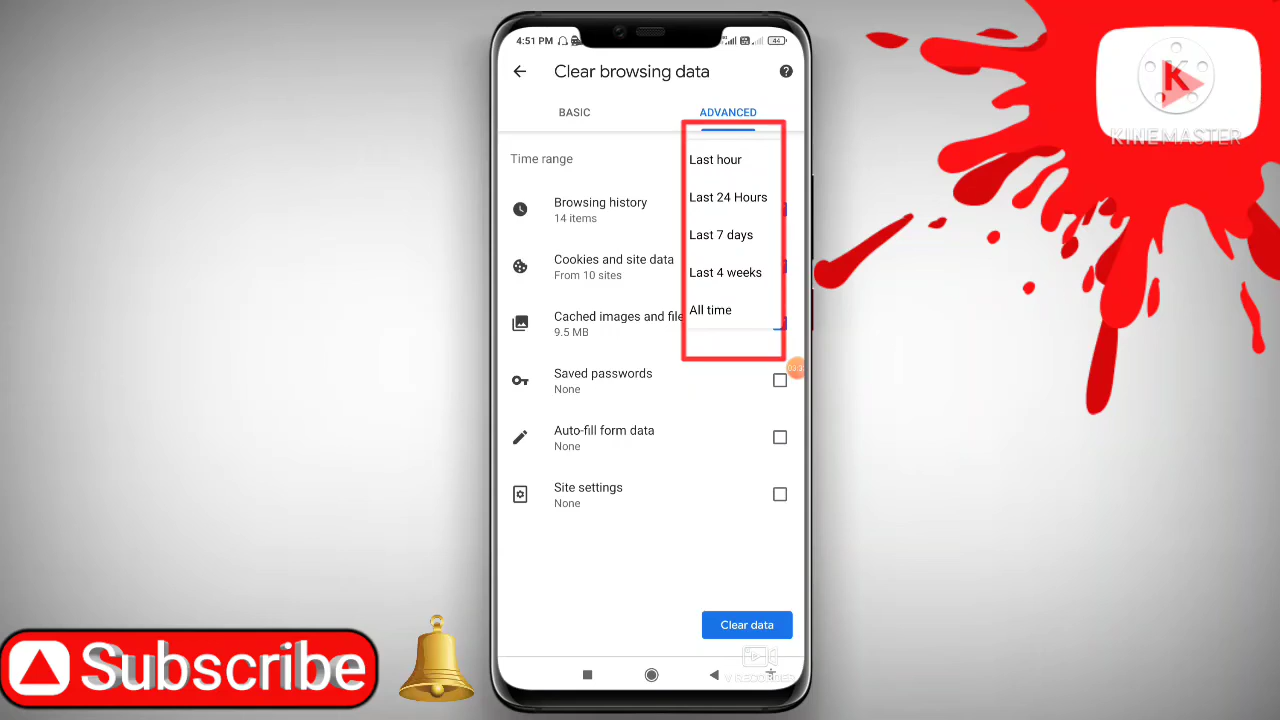 4:51 PM
44
Clear browsing data
BASIC
ADVANCED
Time range
Last hour
Last 24 Hours
Last 7 days
Last 4 weeks
All time
Browsing history
14 items
Cookies and site data
From 10 sites
Cached images and file
9.5 MB
Saved passwords
None
Auto-fill form data
None
Site settings
None
Clear data
V RECORDER
K
KINEMASTER
Subscribe